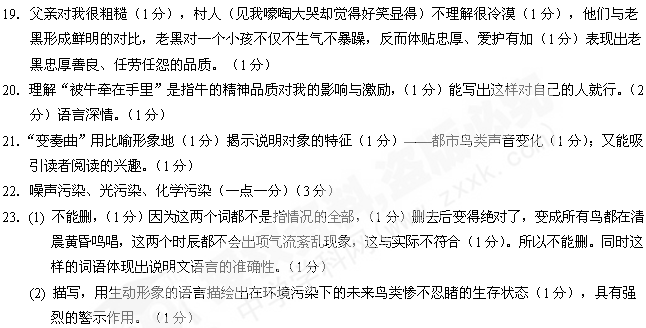 19．父亲对我很粗糙（1分），村人（见我嚎啕大哭却觉得好笑显得）不理解很冷漠（1分），他们与老
黑形成鲜明的对比，老黑对一个小孩不仅不生气不暴躁，反而体贴忠厚、爱护有加（1分）表现出老
黑忠厚善良、任劳任怨的品质。（1分）
20．理解“被牛牵在手里”是指牛的精神品质对我的影响与激励，（1分）能写出这样对自己的人就行。（2
分）语言深情。（1分）
21．“变奏曲”用比喻形象地（1分）揭示说明对象的特征（1分）——都市鸟类声音变化（1分）；又能吸
引读者阅读的兴趣。（1分）
22．噪声污染、光污染、化学污染（一点一分）（3分）
23．(1) 不能删，（1分）因为这两个词都不是指情况的全部，（1分）删去后变得绝对了，变成所有鸟都在清
晨黄昏鸣唱，这两个时辰都不会出项气流紊乱现象，这与实际不符合（1分）。所以不能删。同时这
样的词语体现出说明文语言的准确性。（1分）
(2) 描写，用生动形象的语言描绘出在环境污染下的未来鸟类惨不忍睹的生存状态（1分），具有强
烈的警示作用。（1分）